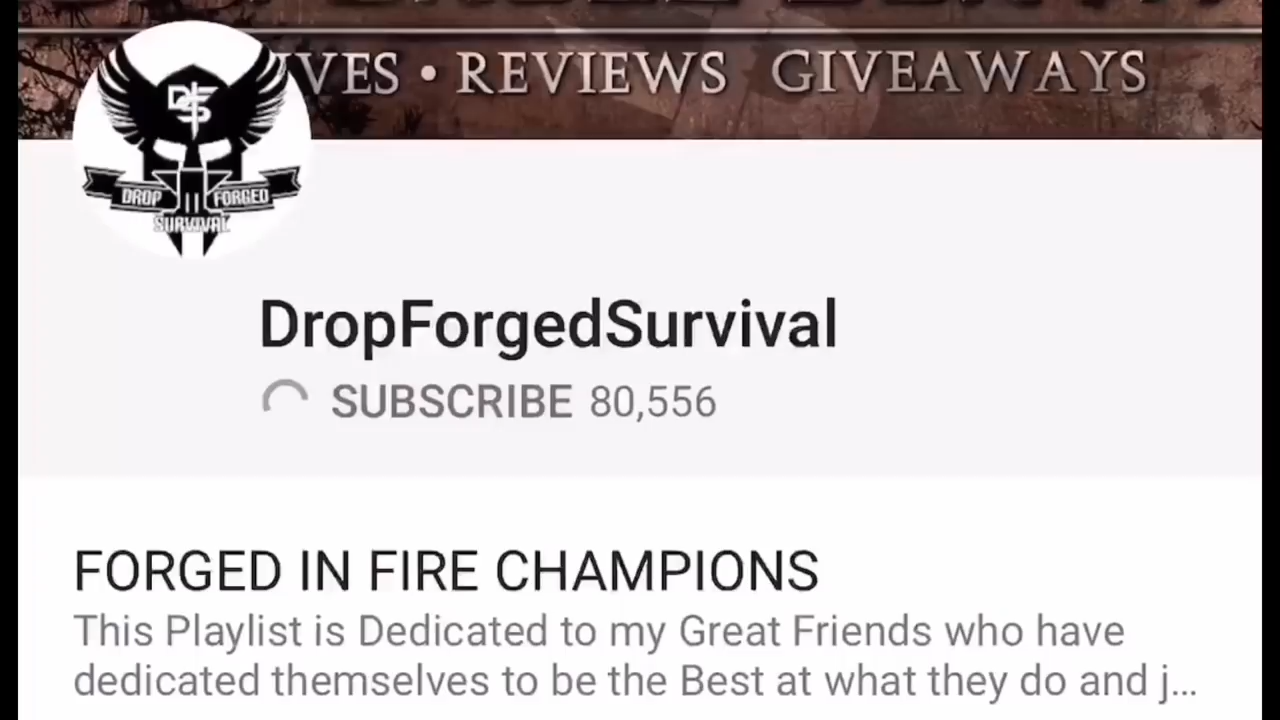 VES • REVIEWS GIVEAWAYS
DFS
DROP FORGED
SURVIVAL
DropForgedSurvival
SUBSCRIBE 80,556
FORGED IN FIRE CHAMPIONS
This Playlist is Dedicated to my Great Friends who have
dedicated themselves to be the Best at what they do and j...